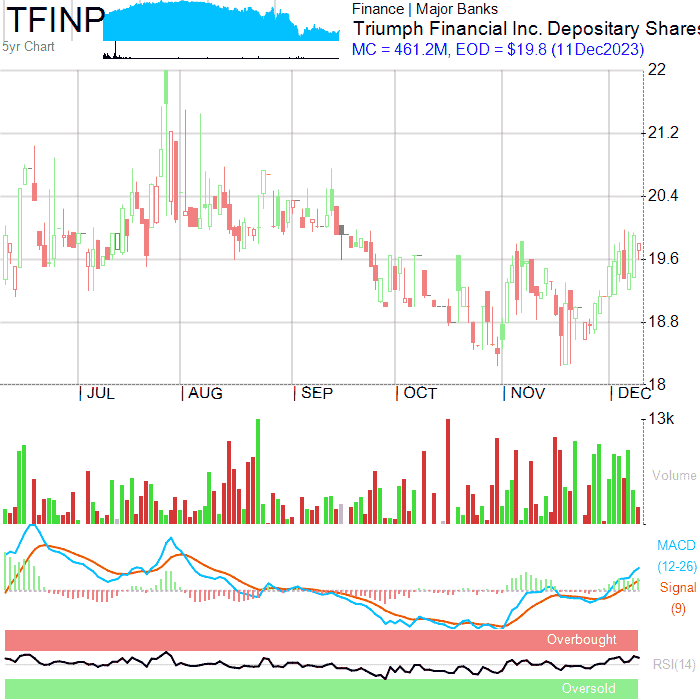 TFINP
5yr Chart
Finance | Major Banks
Triumph Financial Inc. Depositary Shares
MC = 461.2M, EOD = $19.8 (11Dec2023)
22
21.2
20.4
19.6
18.8
18
| JUL | AUG | SEP | OCT | NOV | DEC
13k
Volume
MACD
(12-26)
Signal
(9)
Overbought
RSI(14)
Oversold